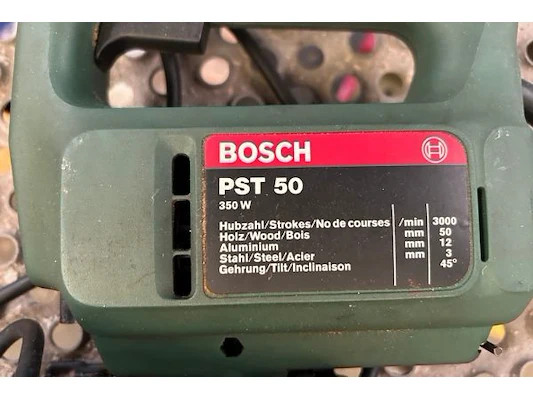 BOSCH
PST 50
350 W
Hubzahl/Strokes/No de courses /min 3000
Holz/Wood/Bois mm 50
Aluminium mm 12
Stahl/Steel/Acier mm 3
Gehrung/Tilt/Inclinaison 45°